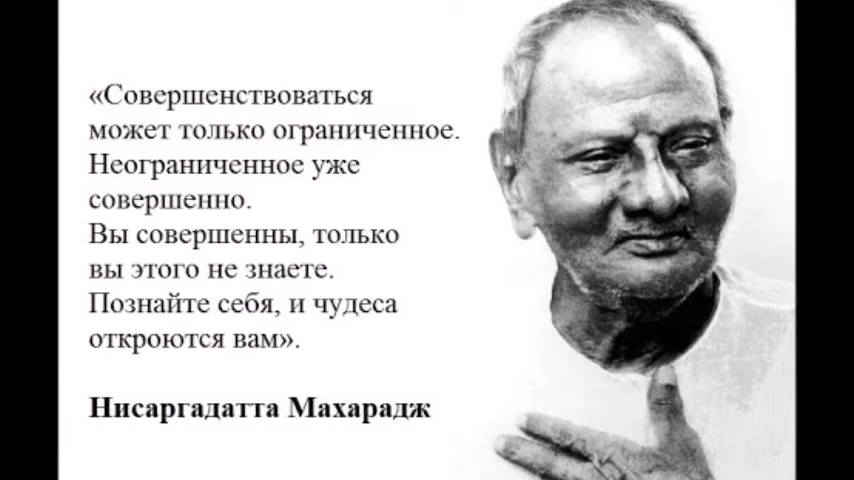 «Совершенствоваться
может только ограниченное.
Неограниченное уже
совершенно.
Вы совершенны, только
вы этого не знаете.
Познайте себя, и чудеса
откроются вам».
Нисаргадатта Махарадж